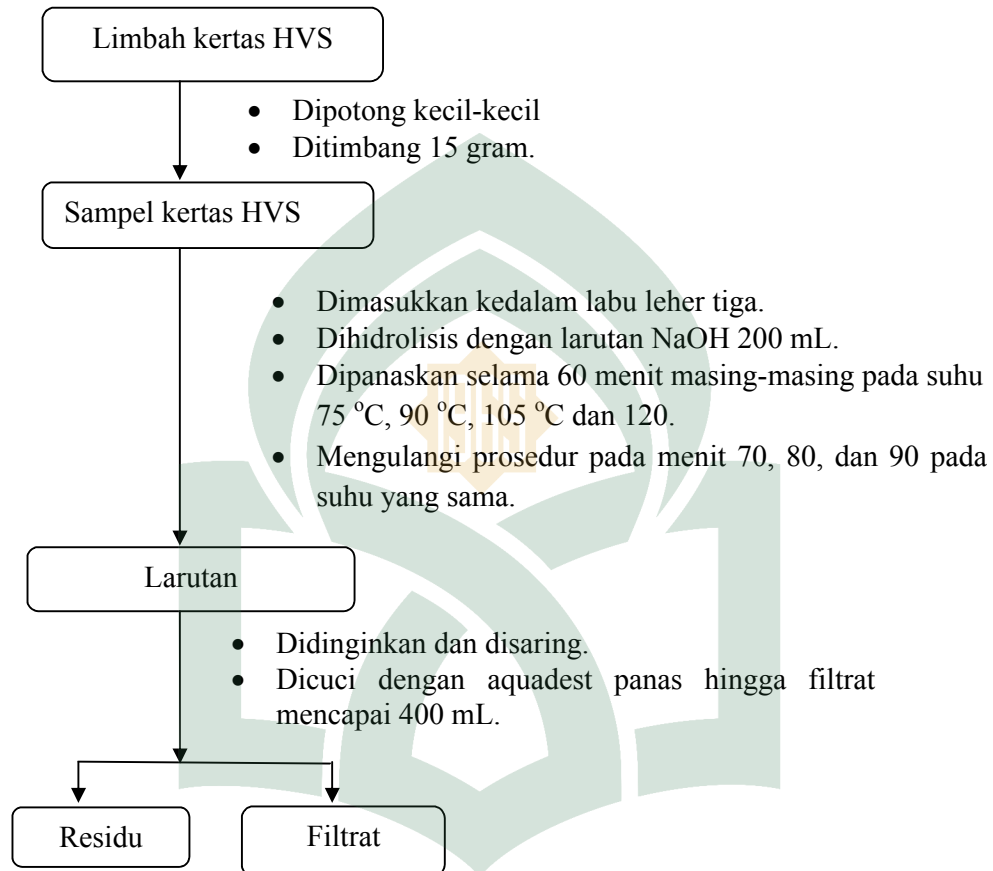 Limbah kertas HVS
• Dipotong kecil-kecil
• Ditimbang 15 gram.
Sampel kertas HVS
• Dimasukkan kedalam labu leher tiga.
• Dihidrolisis dengan larutan NaOH 200 mL.
• Dipanaskan selama 60 menit masing-masing pada suhu
75 °C, 90 °C, 105 °C dan 120.
• Mengulangi prosedur pada menit 70, 80, dan 90 pada
suhu yang sama.
Larutan
• Didinginkan dan disaring.
• Dicuci dengan aquadest panas hingga filtrat
mencapai 400 mL.
Residu
Filtrat